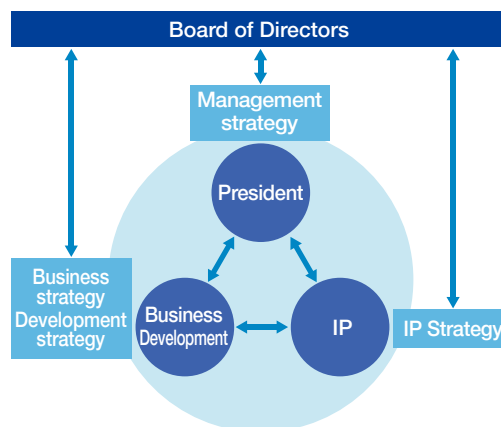 Board of Directors
Management
strategy
President
Business
strategy
Development
strategy
Business
Development
IP
IP Strategy